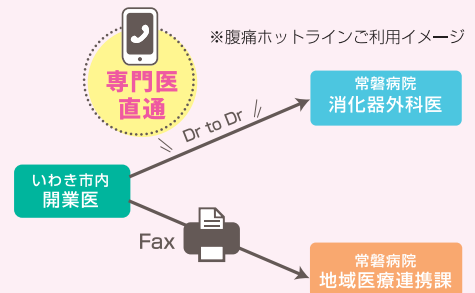 ※腹痛ホットラインご利用イメージ
専門医
直通
常磐病院
消化器外科医
Dr to Dr
いわき市内
開業医
Fax
常磐病院
地域医療連携課